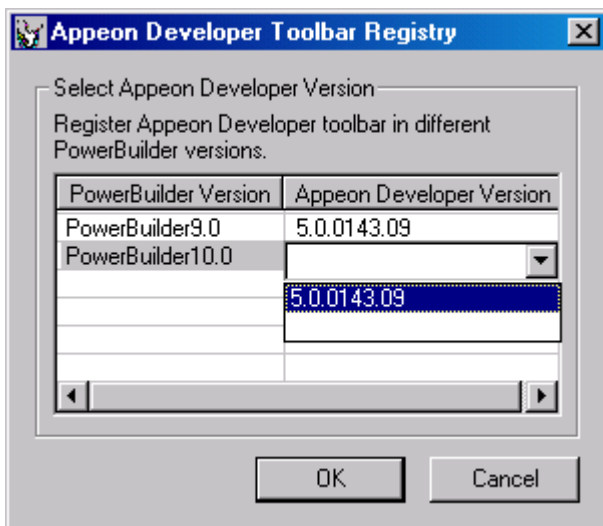 Appeon Developer Toolbar Registry
Select Appeon Developer Version
Register Appeon Developer toolbar in different
PowerBuilder versions.
PowerBuilder Version Appeon Developer Version
PowerBuilder9.0 5.0.0143.09
PowerBuilder10.0
5.0.0143.09
OK Cancel